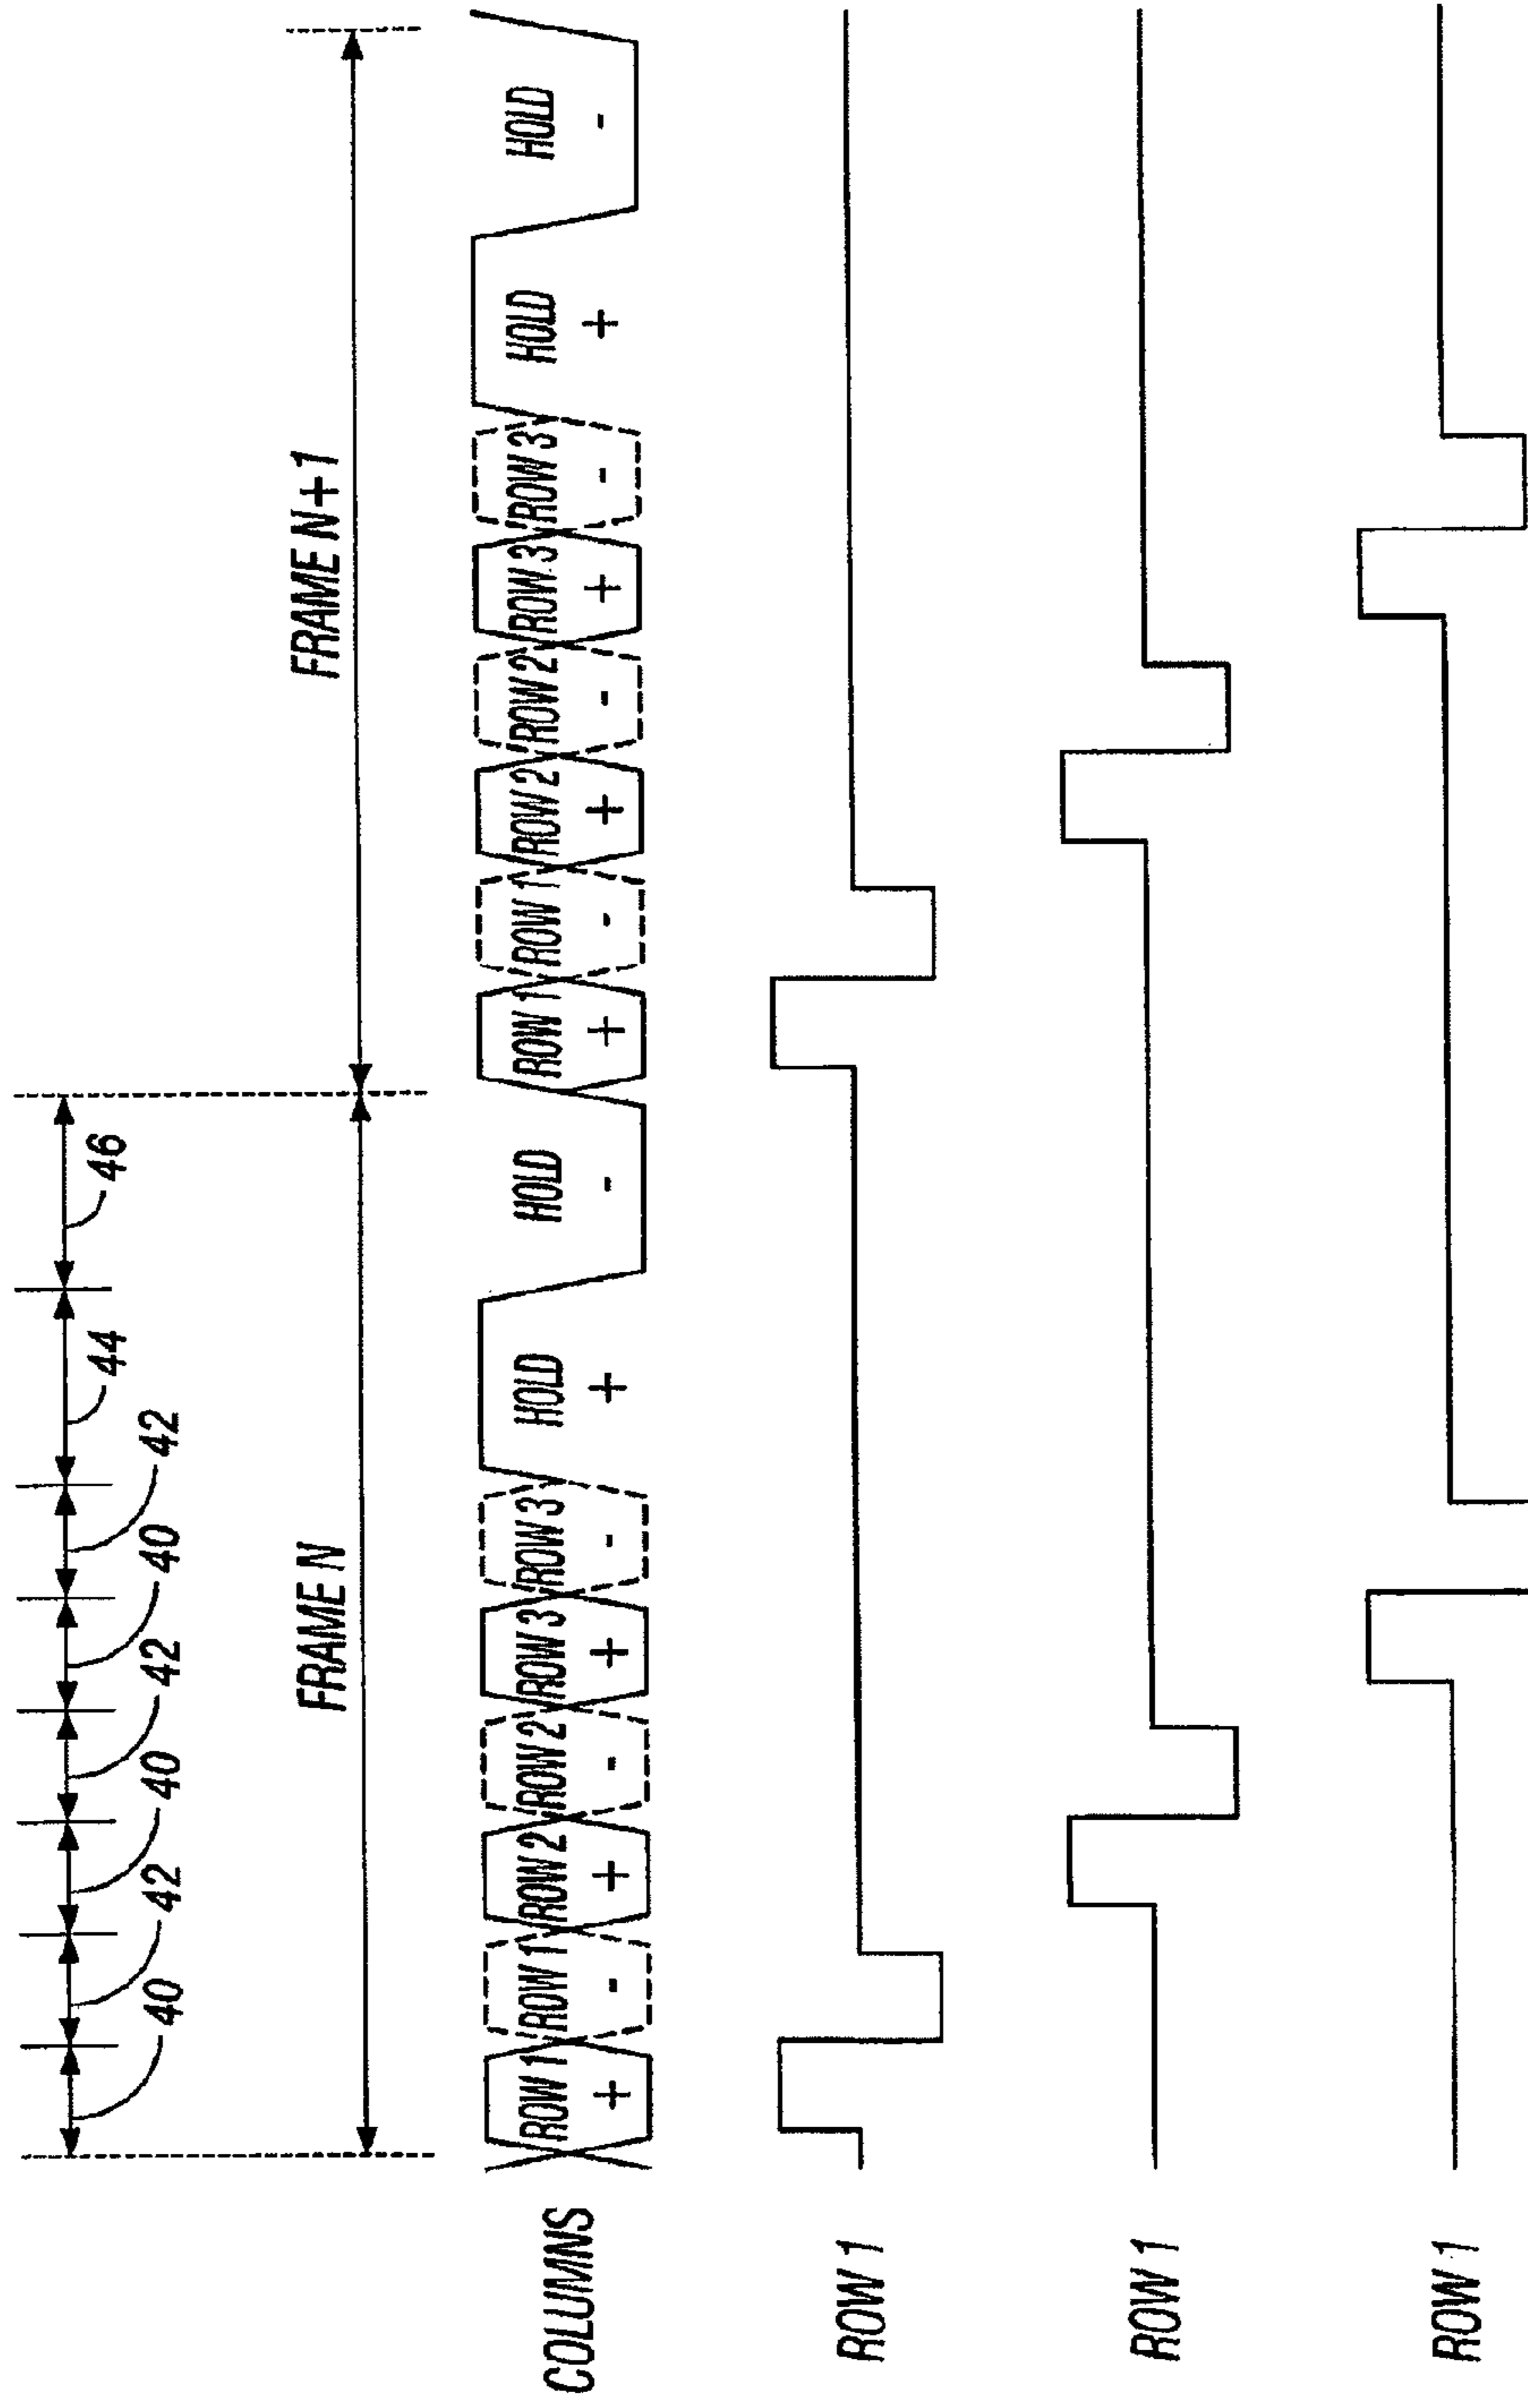 40 42 40 42 40 42 44 46
FRAME N FRAME N+1
COLUMNS ROW 1 ROW 1 ROW 2 ROW 2 ROW 3 ROW 3 HOLD HOLD ROW 1 ROW 1 ROW 2 ROW 2 ROW 3 ROW 3 HOLD HOLD
+ - + - + - + - + - + - + - + -
ROW 1
ROW 1
ROW 1